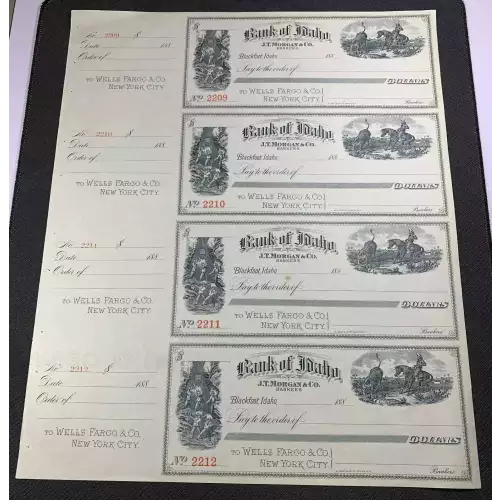 No. 2209 $
Date 188
Order of
TO WELLS FARGO & CO.
NEW YORK CITY.
$
Bank of Idaho,
J.T. MORGAN & CO.
BANKERS
Blackfoot, Idaho, 188
Pay to the order of
DOLLARS
TO WELLS FARGO & CO.
NEW YORK CITY.
Bankers
No. 2209
No. 2210 $
Date 188
Order of
TO WELLS FARGO & CO.
NEW YORK CITY.
$
Bank of Idaho,
J.T. MORGAN & CO.
BANKERS
Blackfoot, Idaho, 188
Pay to the order of
DOLLARS
TO WELLS FARGO & CO.
NEW YORK CITY.
Bankers
No. 2210
No. 2211 $
Date 188
Order of
TO WELLS FARGO & CO.
NEW YORK CITY.
$
Bank of Idaho,
J.T. MORGAN & CO.
BANKERS
Blackfoot, Idaho, 188
Pay to the order of
DOLLARS
TO WELLS FARGO & CO.
NEW YORK CITY.
Bankers
No. 2211
No. 2212 $
Date 188
Order of
TO WELLS FARGO & CO.
NEW YORK CITY.
$
Bank of Idaho,
J.T. MORGAN & CO.
BANKERS
Blackfoot, Idaho, 188
Pay to the order of
DOLLARS
TO WELLS FARGO & CO.
NEW YORK CITY.
Bankers
No. 2212